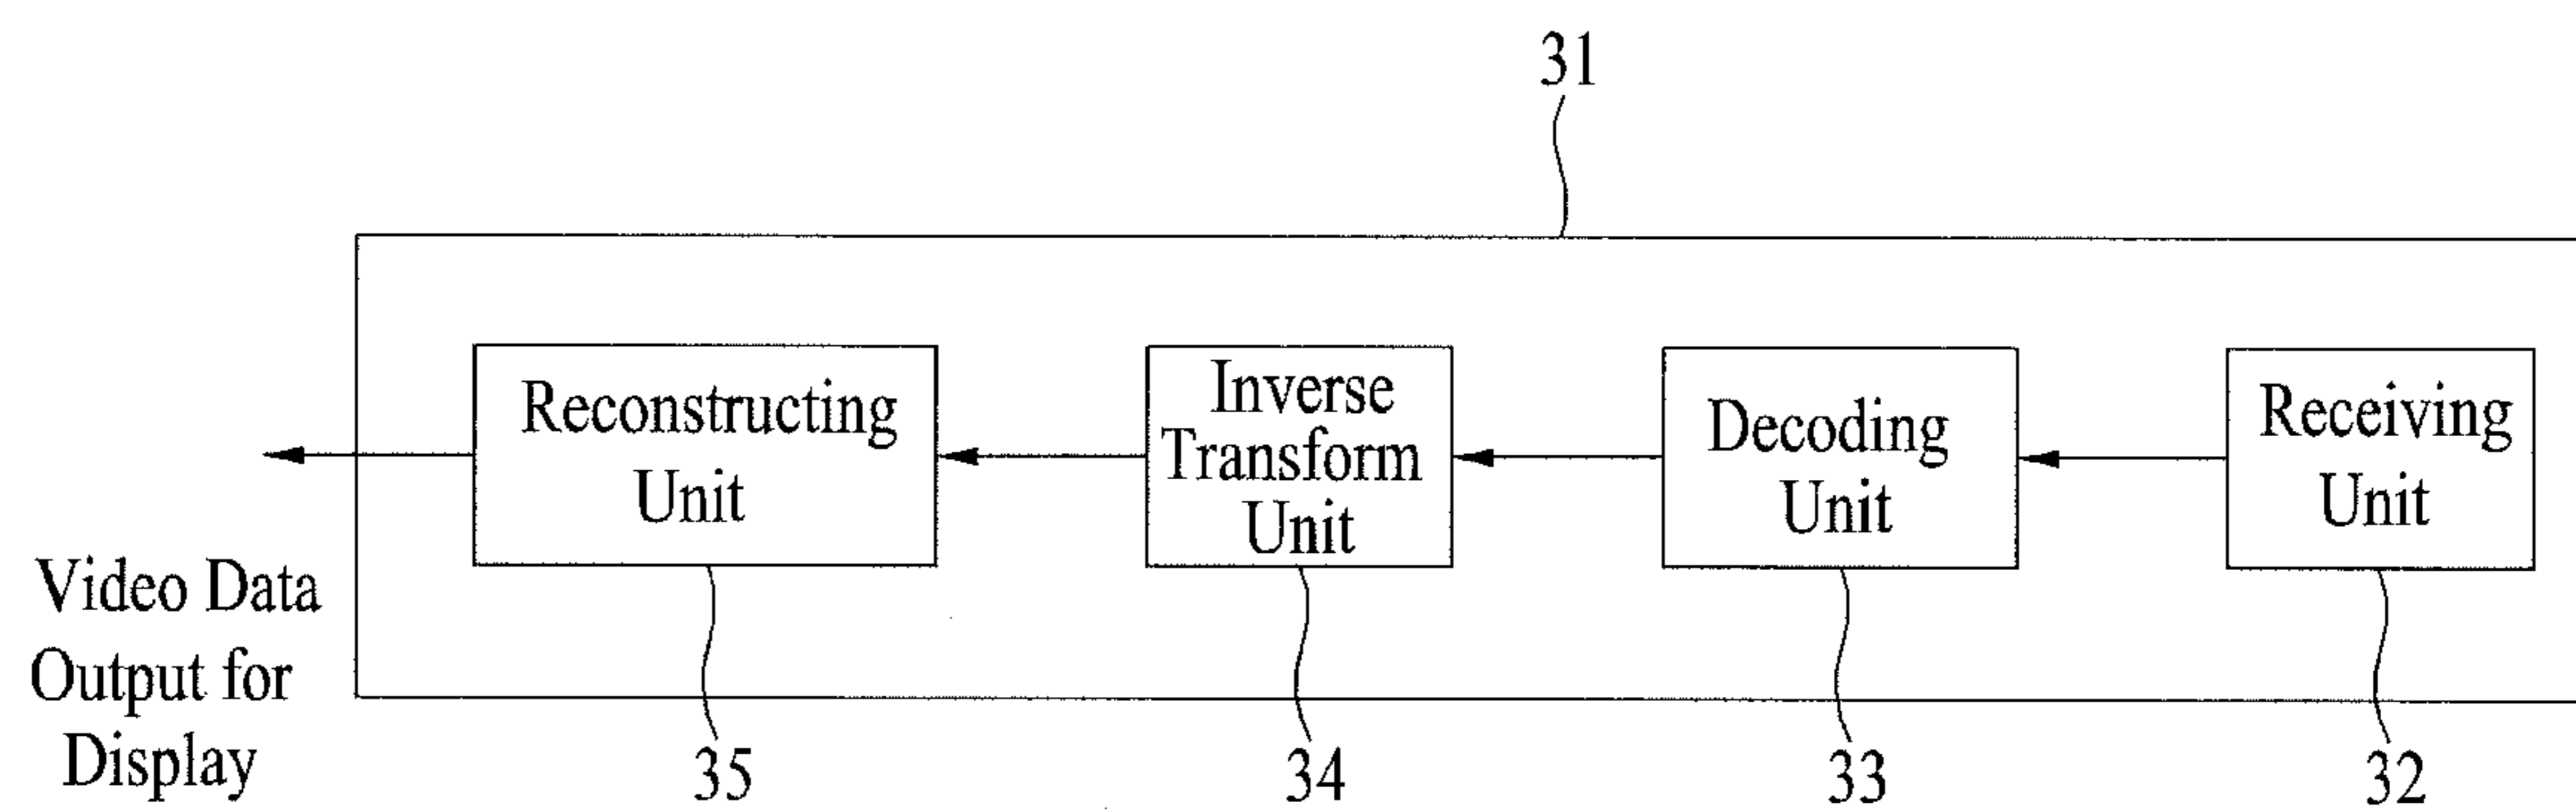 31
Reconstructing
Unit
Inverse
Transform
Unit
Decoding
Unit
Receiving
Unit
Video Data
Output for
Display
35
34
33
32